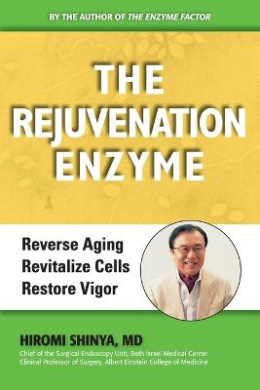 BY THE AUTHOR OF THE ENZYME FACTOR
THE
REJUVENATION
ENZYME
Reverse Aging
Revitalize Cells
Restore Vigor
HIROMI SHINYA, MD
Chief of the Surgical Endoscopy Unit, Beth Israel Medical Center
Clinical Professor of Surgery, Albert Einstein College of Medicine